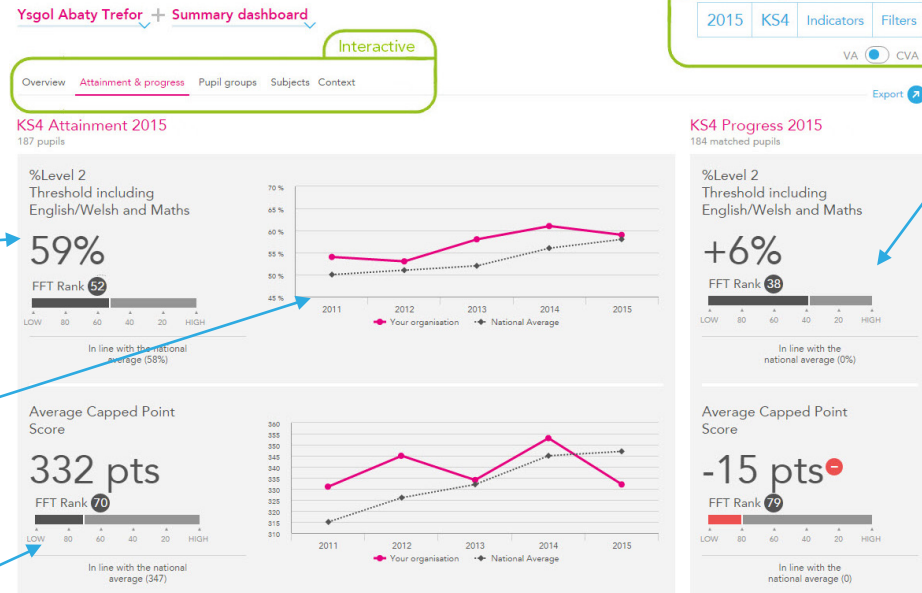 Ysgol Abaty Trefor + Summary dashboard
2015 KS4 Indicators Filters
VA CVA
Interactive
Overview Attainment & progress Pupil groups Subjects Context
Export
KS4 Attainment 2015
187 pupils
%Level 2
Threshold including
English/Welsh and Maths
59%
FFT Rank 52
LOW 80 60 40 20 HIGH
In line with the national
average (58%)
70 %
65 %
60 %
55 %
50 %
45 %
2011 2012 2013 2014 2015
Your organisation National Average
Average Capped Point
Score
332 pts
FFT Rank 70
LOW 80 60 40 20 HIGH
In line with the national
average (347)
360
355
350
345
340
335
330
325
320
315
310
2011 2012 2013 2014 2015
Your organisation National Average
KS4 Progress 2015
184 matched pupils
%Level 2
Threshold including
English/Welsh and Maths
+6%
FFT Rank 38
LOW 80 60 40 20 HIGH
In line with the
national average (0%)
Average Capped Point
Score
-15 pts
FFT Rank 79
LOW 80 60 40 20 HIGH
In line with the
national average (0)